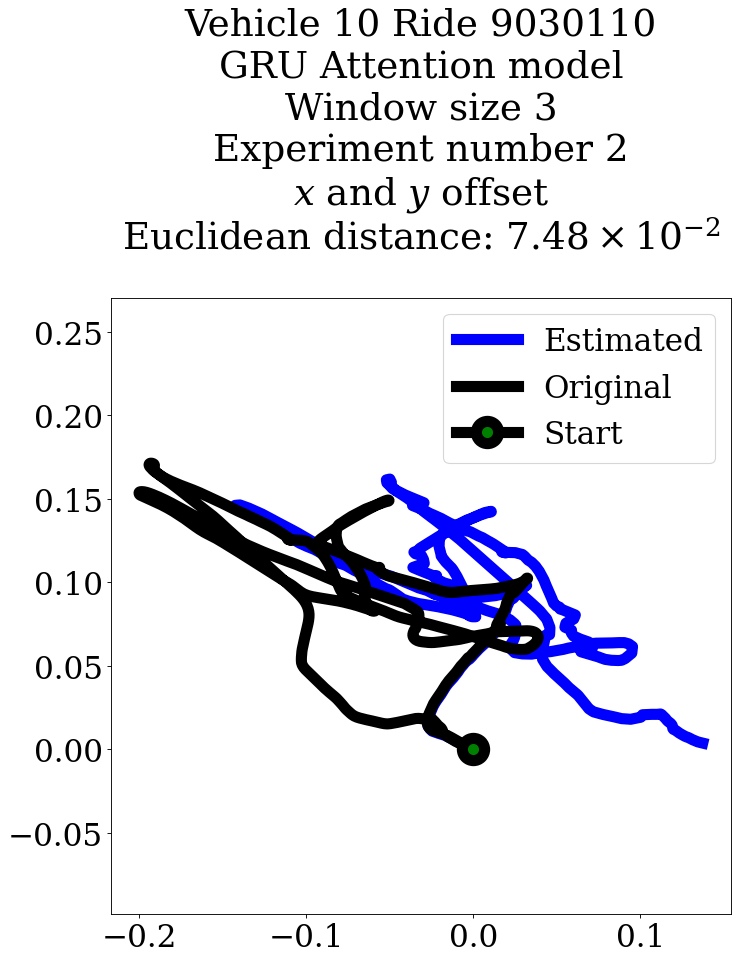 Vehicle 10 Ride 9030110
GRU Attention model
Window size 3
Experiment number 2
x and y offset
Euclidean distance: 7.48 × 10⁻²
Estimated
Original
Start
0.25
0.20
0.15
0.10
0.05
0.00
−0.05
−0.2
−0.1
0.0
0.1